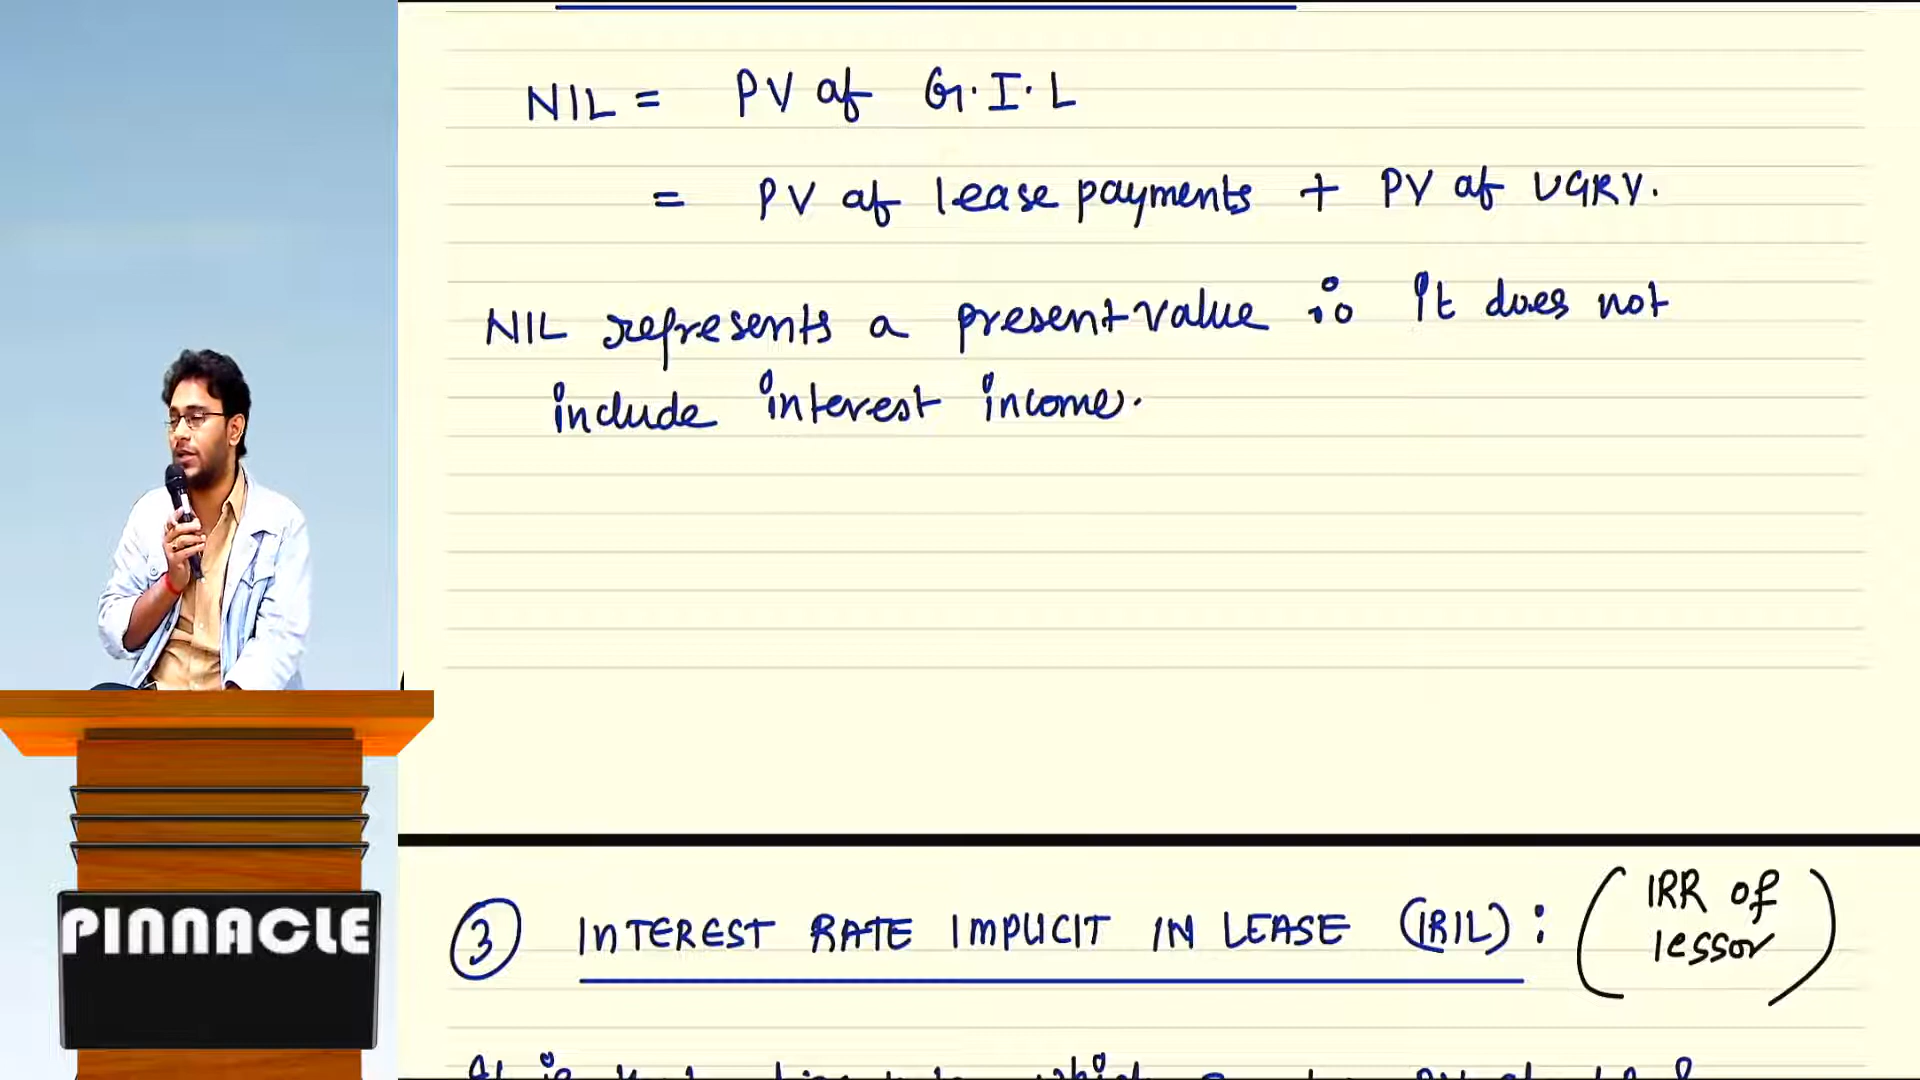 NIL = PV of G.I.L
= PV of lease payments + PV of UGRV.
NIL represents a present value ∴ it does not
include interest income.
③ INTEREST RATE IMPLICIT IN LEASE (IRIL): (IRR of
lessor)
PINNACLE